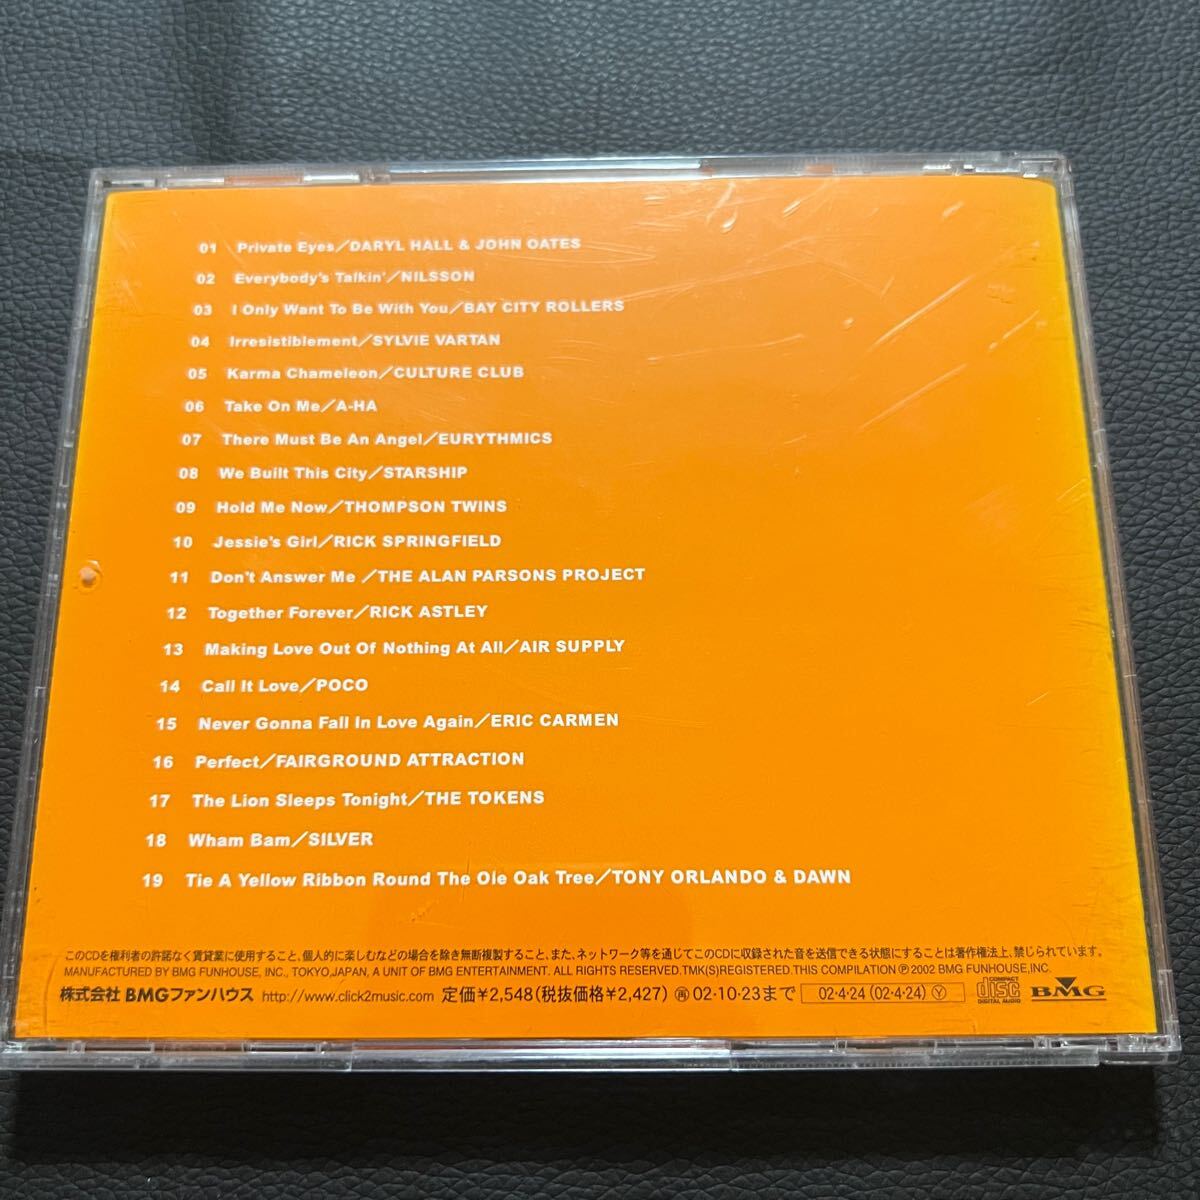 01 Private Eyes／DARYL HALL & JOHN OATES
02 Everybody's Talkin'／NILSSON
03 I Only Want To Be With You／BAY CITY ROLLERS
04 Irresistiblement／SYLVIE VARTAN
05 Karma Chameleon／CULTURE CLUB
06 Take On Me／A-HA
07 There Must Be An Angel／EURYTHMICS
08 We Built This City／STARSHIP
09 Hold Me Now／THOMPSON TWINS
10 Jessie's Girl／RICK SPRINGFIELD
11 Don't Answer Me ／THE ALAN PARSONS PROJECT
12 Together Forever／RICK ASTLEY
13 Making Love Out Of Nothing At All／AIR SUPPLY
14 Call It Love／POCO
15 Never Gonna Fall In Love Again／ERIC CARMEN
16 Perfect／FAIRGROUND ATTRACTION
17 The Lion Sleeps Tonight／THE TOKENS
18 Wham Bam／SILVER
19 Tie A Yellow Ribbon Round The Ole Oak Tree／TONY ORLANDO & DAWN
このCDを権利者の許諾なく賃貸業に使用すること、個人的に楽しむなどの場合を除き無断複製すること、また、ネットワーク等を通じてこのCDに収録された音を送信できる状態にすることは著作権法上、禁じられています。
MANUFACTURED BY BMG FUNHOUSE, INC., TOKYO,JAPAN, A UNIT OF BMG ENTERTAINMENT. ALL RIGHTS RESERVED.TMK(S)REGISTERED.THIS COMPILATION ℗2002 BMG FUNHOUSE,INC.
株式会社 BMGファンハウス http://www.click2music.com 定価¥2,548(税抜価格¥2,427) ㊞02･10･23まで 02･4･24 (02･4･24) Ⓨ COMPACT disc DIGITAL AUDIO BMG